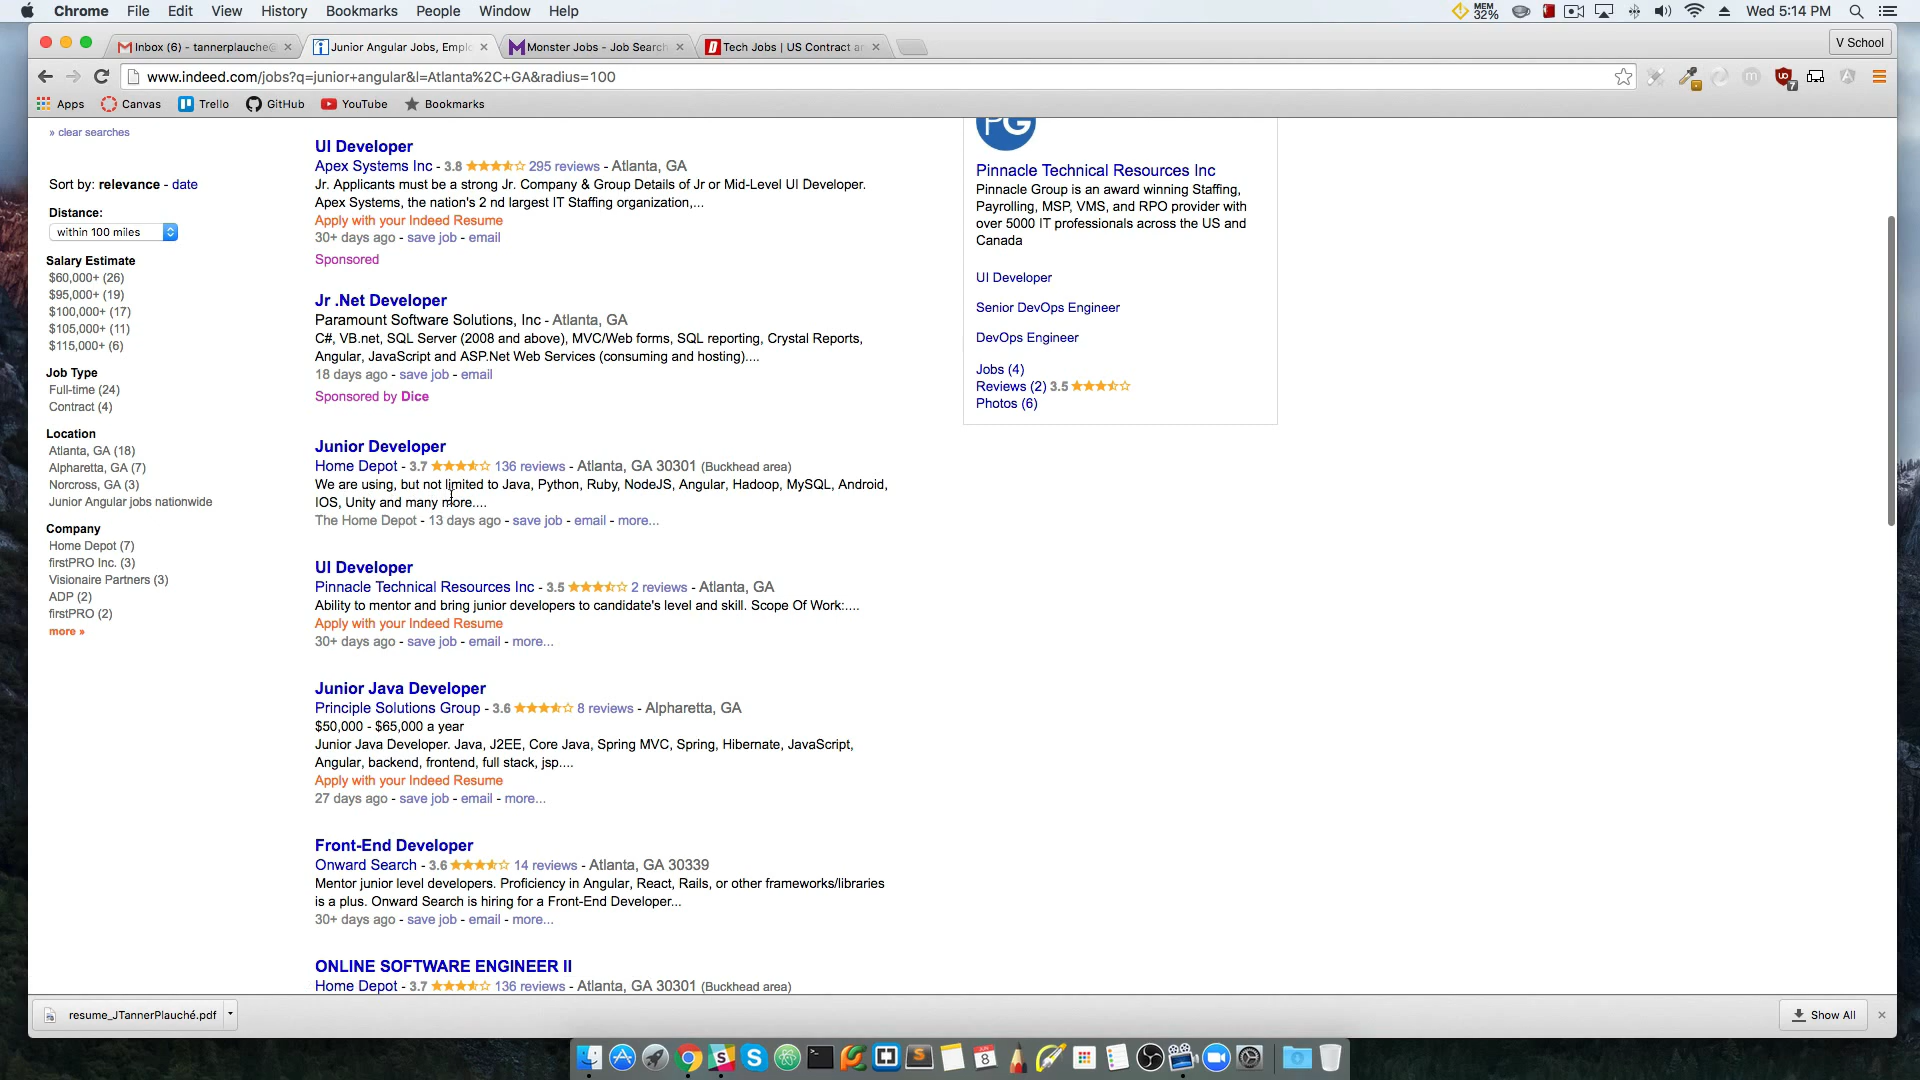 Chrome File Edit View History Bookmarks People Window Help
MEM 32% Wed 5:14 PM
Inbox (6) - tannerplauche@
Junior Angular Jobs, Emplo
Monster Jobs - Job Search
Tech Jobs | US Contract an
V School
www.indeed.com/jobs?q=junior+angular&l=Atlanta%2C+GA&radius=100
Apps Canvas Trello GitHub YouTube Bookmarks
» clear searches
Sort by: relevance - date
Distance:
within 100 miles
Salary Estimate
$60,000+ (26)
$95,000+ (19)
$100,000+ (17)
$105,000+ (11)
$115,000+ (6)
Job Type
Full-time (24)
Contract (4)
Location
Atlanta, GA (18)
Alpharetta, GA (7)
Norcross, GA (3)
Junior Angular jobs nationwide
Company
Home Depot (7)
firstPRO Inc. (3)
Visionaire Partners (3)
ADP (2)
firstPRO (2)
more »
UI Developer
Apex Systems Inc - 3.8 295 reviews - Atlanta, GA
Jr. Applicants must be a strong Jr. Company & Group Details of Jr or Mid-Level UI Developer.
Apex Systems, the nation's 2 nd largest IT Staffing organization,...
Apply with your Indeed Resume
30+ days ago - save job - email
Sponsored
Jr .Net Developer
Paramount Software Solutions, Inc - Atlanta, GA
C#, VB.net, SQL Server (2008 and above), MVC/Web forms, SQL reporting, Crystal Reports,
Angular, JavaScript and ASP.Net Web Services (consuming and hosting)....
18 days ago - save job - email
Sponsored by Dice
Junior Developer
Home Depot - 3.7 136 reviews - Atlanta, GA 30301 (Buckhead area)
We are using, but not limited to Java, Python, Ruby, NodeJS, Angular, Hadoop, MySQL, Android,
IOS, Unity and many more....
The Home Depot - 13 days ago - save job - email - more...
UI Developer
Pinnacle Technical Resources Inc - 3.5 2 reviews - Atlanta, GA
Ability to mentor and bring junior developers to candidate's level and skill. Scope Of Work:....
Apply with your Indeed Resume
30+ days ago - save job - email - more...
Junior Java Developer
Principle Solutions Group - 3.6 8 reviews - Alpharetta, GA
$50,000 - $65,000 a year
Junior Java Developer. Java, J2EE, Core Java, Spring MVC, Spring, Hibernate, JavaScript,
Angular, backend, frontend, full stack, jsp....
Apply with your Indeed Resume
27 days ago - save job - email - more...
Front-End Developer
Onward Search - 3.6 14 reviews - Atlanta, GA 30339
Mentor junior level developers. Proficiency in Angular, React, Rails, or other frameworks/libraries
is a plus. Onward Search is hiring for a Front-End Developer...
30+ days ago - save job - email - more...
ONLINE SOFTWARE ENGINEER II
Home Depot - 3.7 136 reviews - Atlanta, GA 30301 (Buckhead area)
PG
Pinnacle Technical Resources Inc
Pinnacle Group is an award winning Staffing,
Payrolling, MSP, VMS, and RPO provider with
over 5000 IT professionals across the US and
Canada
UI Developer
Senior DevOps Engineer
DevOps Engineer
Jobs (4)
Reviews (2) 3.5
Photos (6)
resume_JTannerPlauché.pdf
Show All